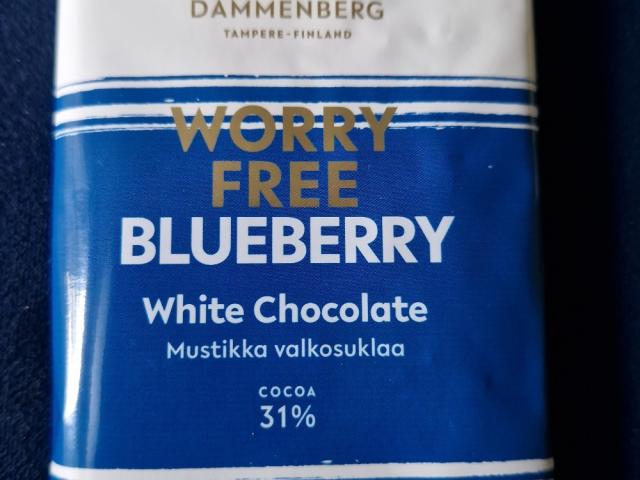 DAMMENBERG
TAMPERE-FINLAND
WORRY
FREE
BLUEBERRY
White Chocolate
Mustikka valkosuklaa
COCOA
31%